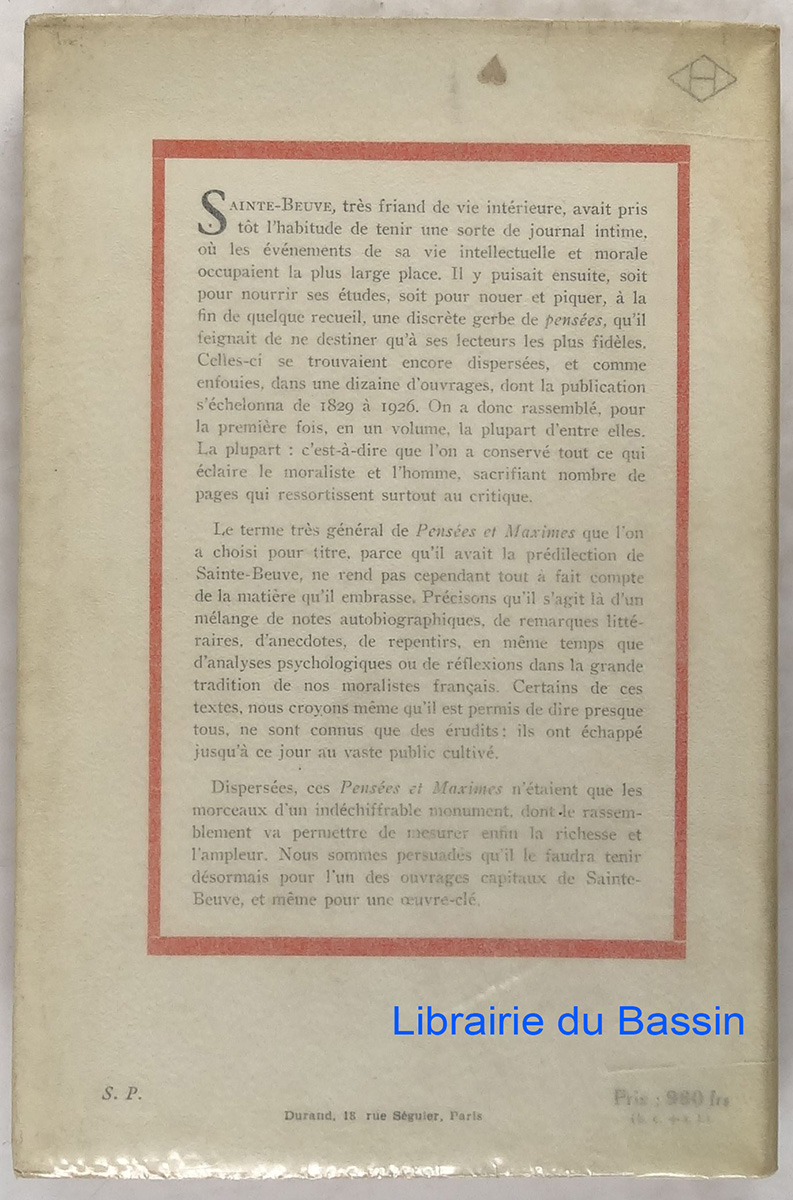 SAINTE-BEUVE, très friand de vie intérieure, avait pris
tôt l'habitude de tenir une sorte de journal intime,
où les événements de sa vie intellectuelle et morale
occupaient la plus large place. Il y puisait ensuite, soit
pour nourrir ses études, soit pour nouer et piquer, à la
fin de quelque recueil, une discrète gerbe de pensées, qu'il
feignait de ne destiner qu'à ses lecteurs les plus fidèles.
Celles-ci se trouvaient encore dispersées, et comme
enfouies, dans une dizaine d'ouvrages, dont la publication
s'échelonna de 1829 à 1926. On a donc rassemblé, pour
la première fois, en un volume, la plupart d'entre elles.
La plupart : c'est-à-dire que l'on a conservé tout ce qui
éclaire le moraliste et l'homme, sacrifiant nombre de
pages qui ressortissent surtout au critique.
Le terme très général de Pensées et Maximes que l'on
a choisi pour titre, parce qu'il avait la prédilection de
Sainte-Beuve, ne rend pas cependant tout à fait compte
de la matière qu'il embrasse. Précisons qu'il s'agit là d'un
mélange de notes autobiographiques, de remarques litté-
raires, d'anecdotes, de repentirs, en même temps que
d'analyses psychologiques ou de réflexions dans la grande
tradition de nos moralistes français. Certains de ces
textes, nous croyons même qu'il est permis de dire presque
tous, ne sont connus que des érudits ; ils ont échappé
jusqu'à ce jour au vaste public cultivé.
Dispersées, ces Pensées et Maximes n'étaient que les
morceaux d'un indéchiffrable monument, dont le rassem-
blement va permettre de mesurer enfin la richesse et
l'ampleur. Nous sommes persuadés qu'il le faudra tenir
désormais pour l'un des ouvrages capitaux de Sainte-
Beuve, et même pour une œuvre-clé.
Librairie du Bassin
S. P.
Prix : 980 frs
Durand, 18 rue Séguier, Paris